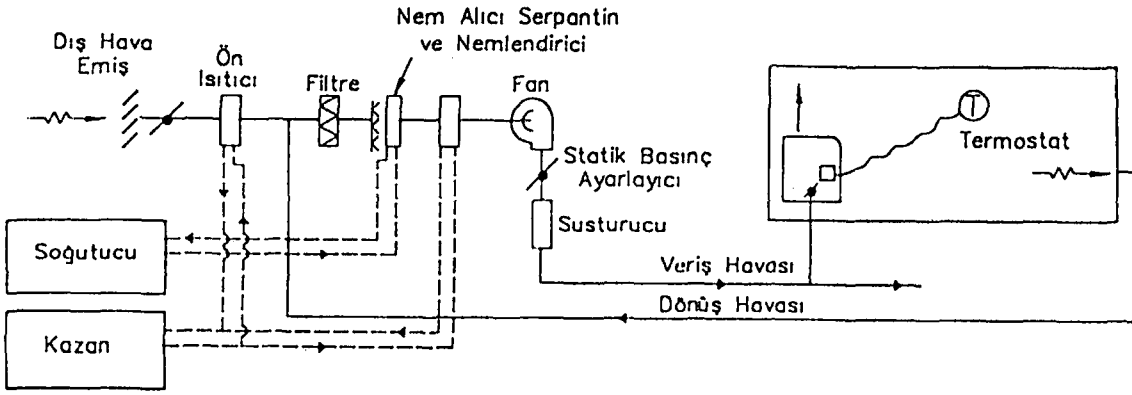 Nem Alıcı Serpantin
ve Nemlendirici
Dış Hava
Emiş
Ön
Isıtıcı
Filtre
Fan
T
Termostat
Statik Basınç
Ayarlayıcı
Susturucu
Soğutucu
Veriş Havası
Dönüş Havası
Kazan